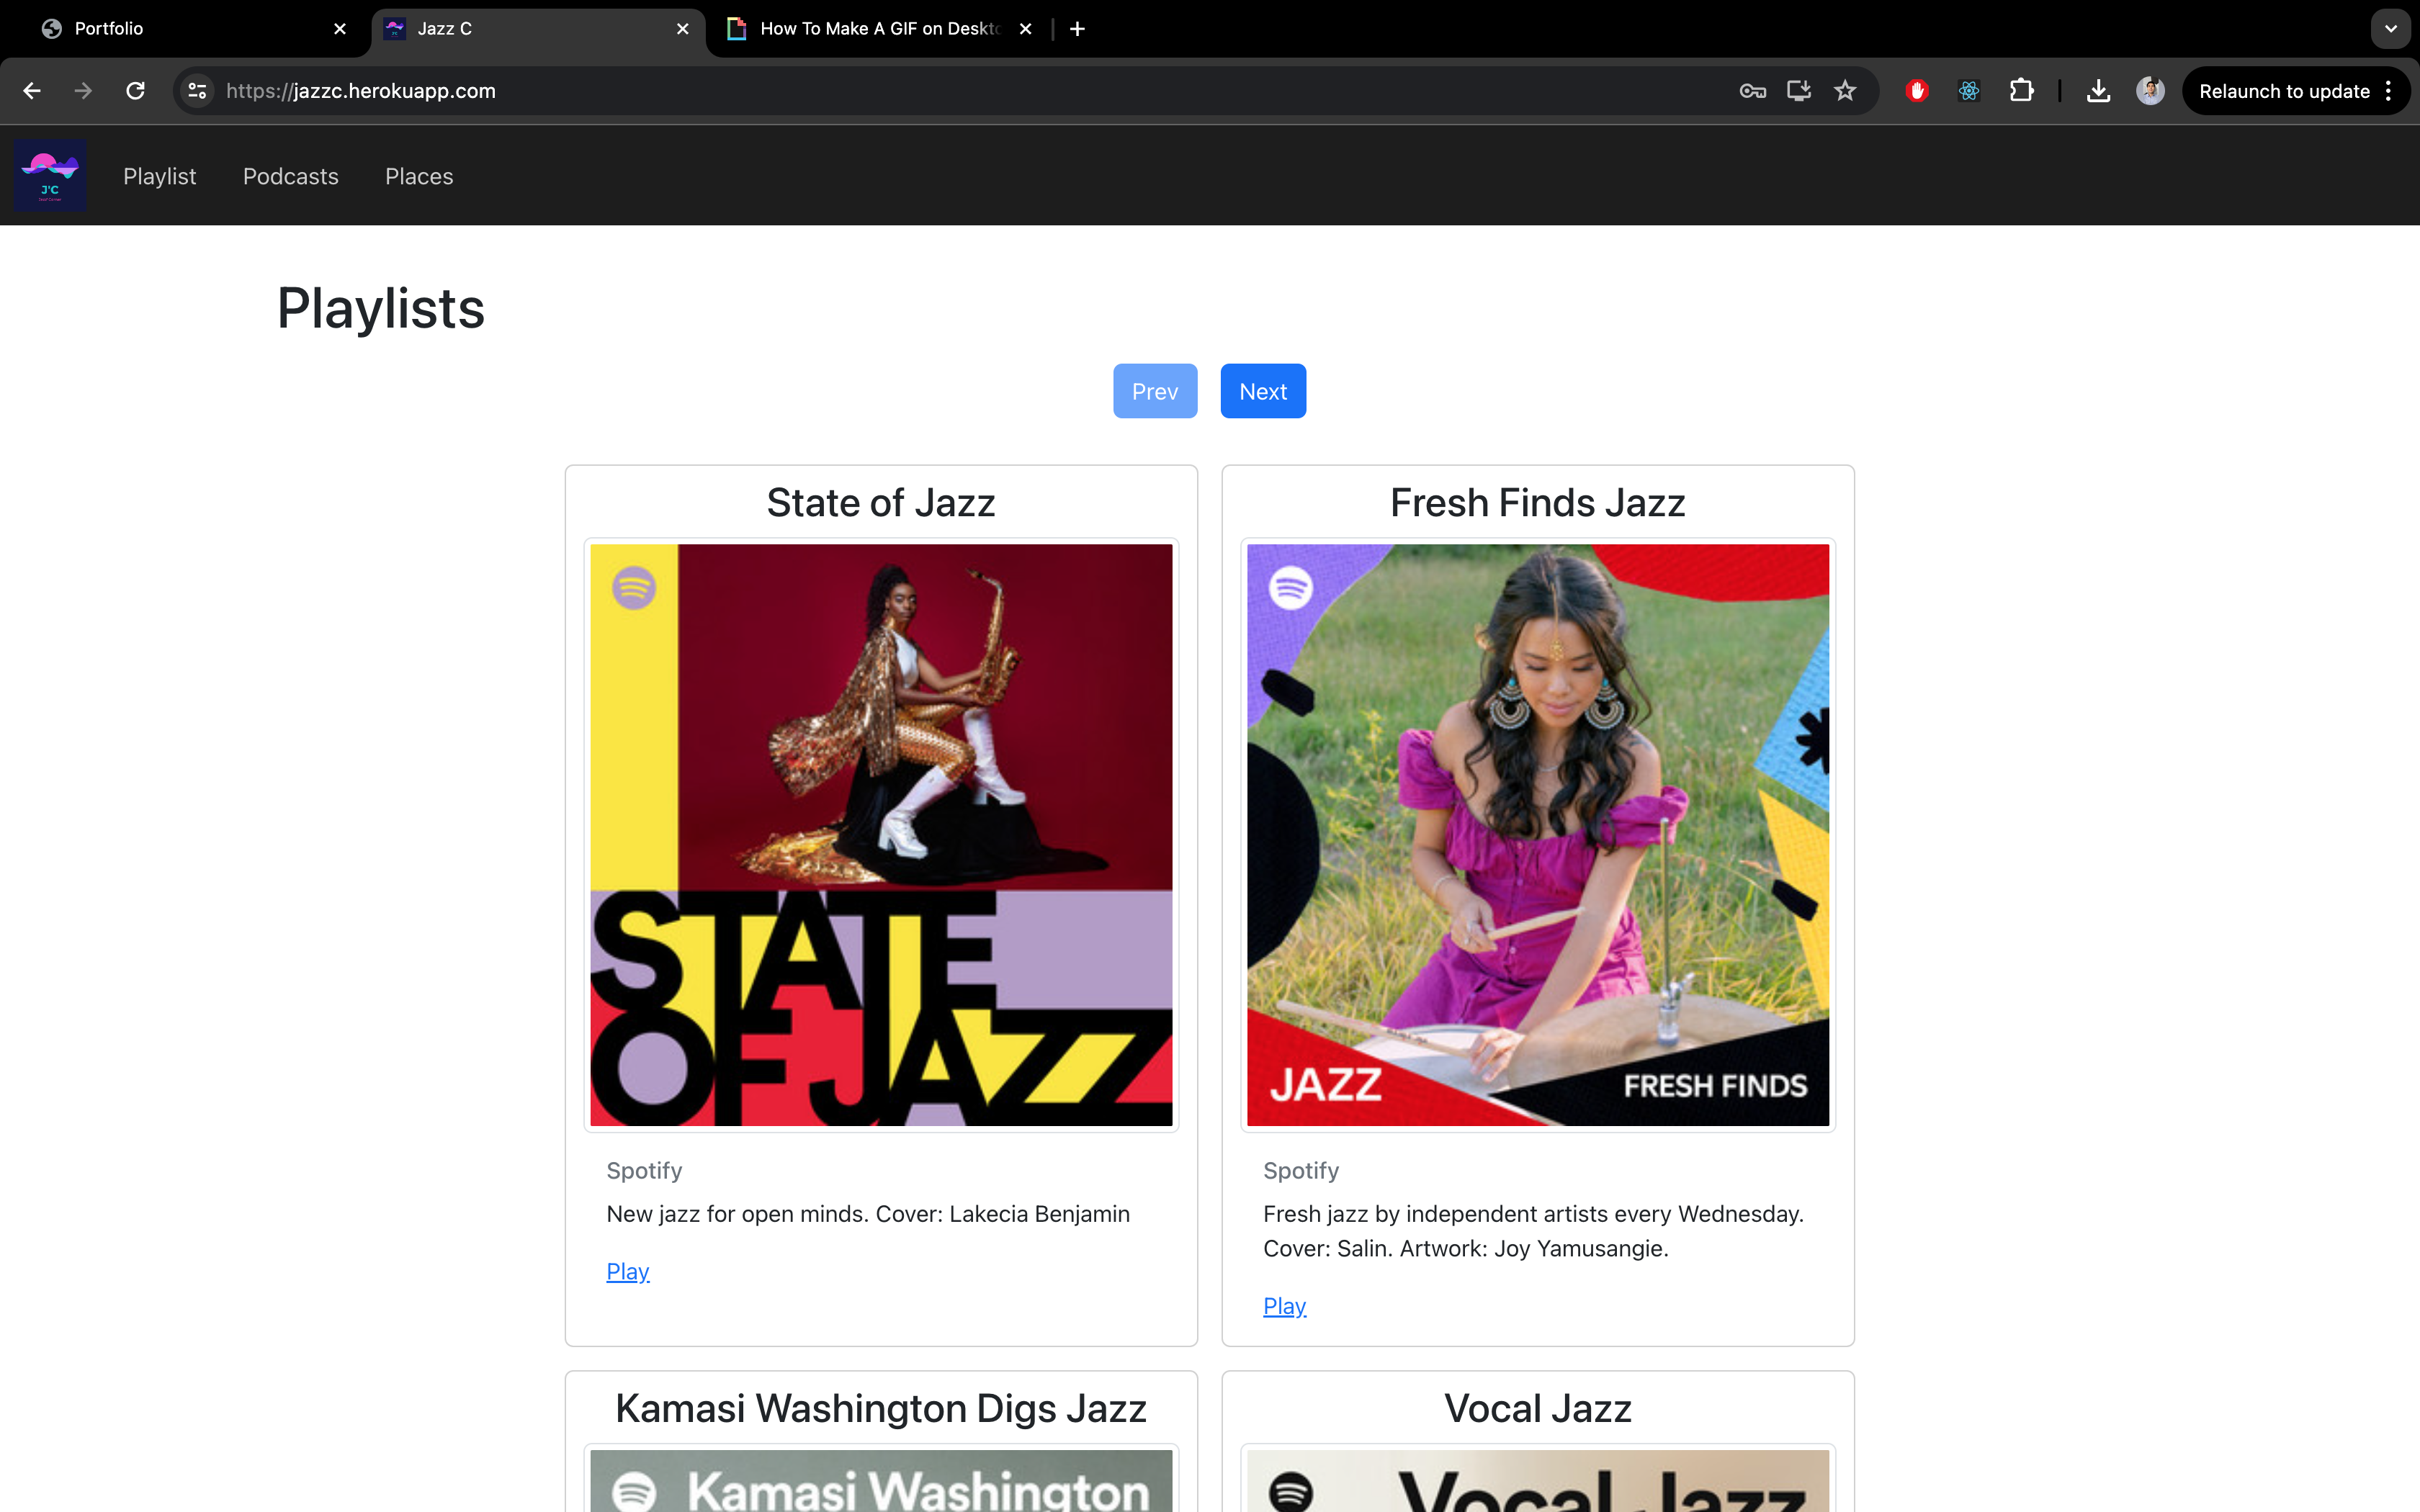 Portfolio
Jazz C
How To Make A GIF on Deskto
https://jazzc.herokuapp.com
Relaunch to update
J'C
Playlist
Podcasts
Places
Playlists
Prev
Next
State of Jazz
STATE
OF JAZZ
Spotify
New jazz for open minds. Cover: Lakecia Benjamin
Play
Fresh Finds Jazz
JAZZ
FRESH FINDS
Spotify
Fresh jazz by independent artists every Wednesday.
Cover: Salin. Artwork: Joy Yamusangie.
Play
Kamasi Washington Digs Jazz
Kamasi Washington
Vocal Jazz
Vocal Jazz